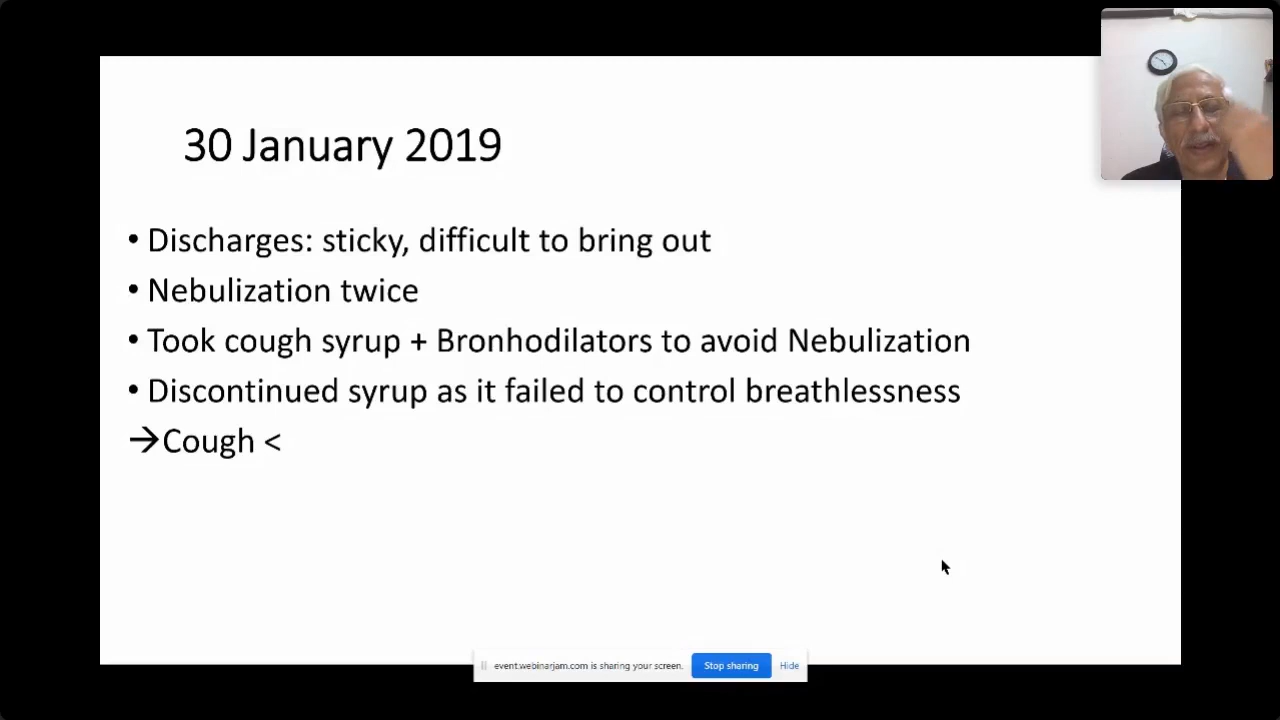 30 January 2019
• Discharges: sticky, difficult to bring out
• Nebulization twice
• Took cough syrup + Bronhodilators to avoid Nebulization
• Discontinued syrup as it failed to control breathlessness
→Cough <
event.webinarjam.com is sharing your screen. Stop sharing Hide